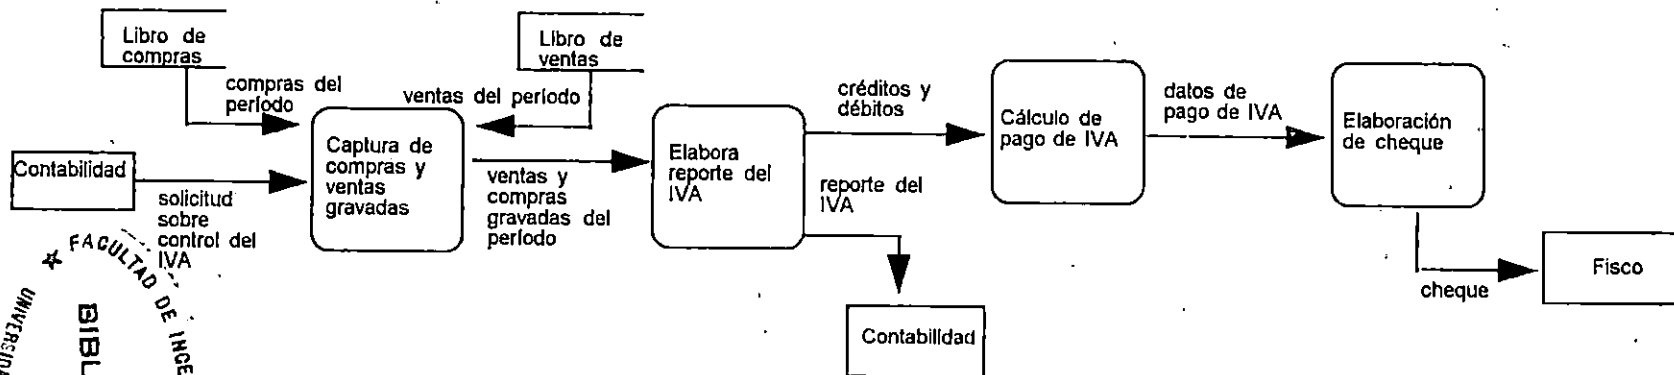 Libro de
compras
Libro de
ventas
compras del
período
ventas del período
créditos y
débitos
datos de
pago de IVA
Contabilidad
Captura de
compras y
ventas
gravadas
Elabora
reporte del
IVA
Cálculo de
pago de IVA
Elaboración
de cheque
solicitud
sobre
control del
IVA
ventas y
compras
gravadas del
período
reporte del
IVA
cheque
Fisco
Contabilidad
FACULTAD DE INGE
UNIVERSIDA
BIBL